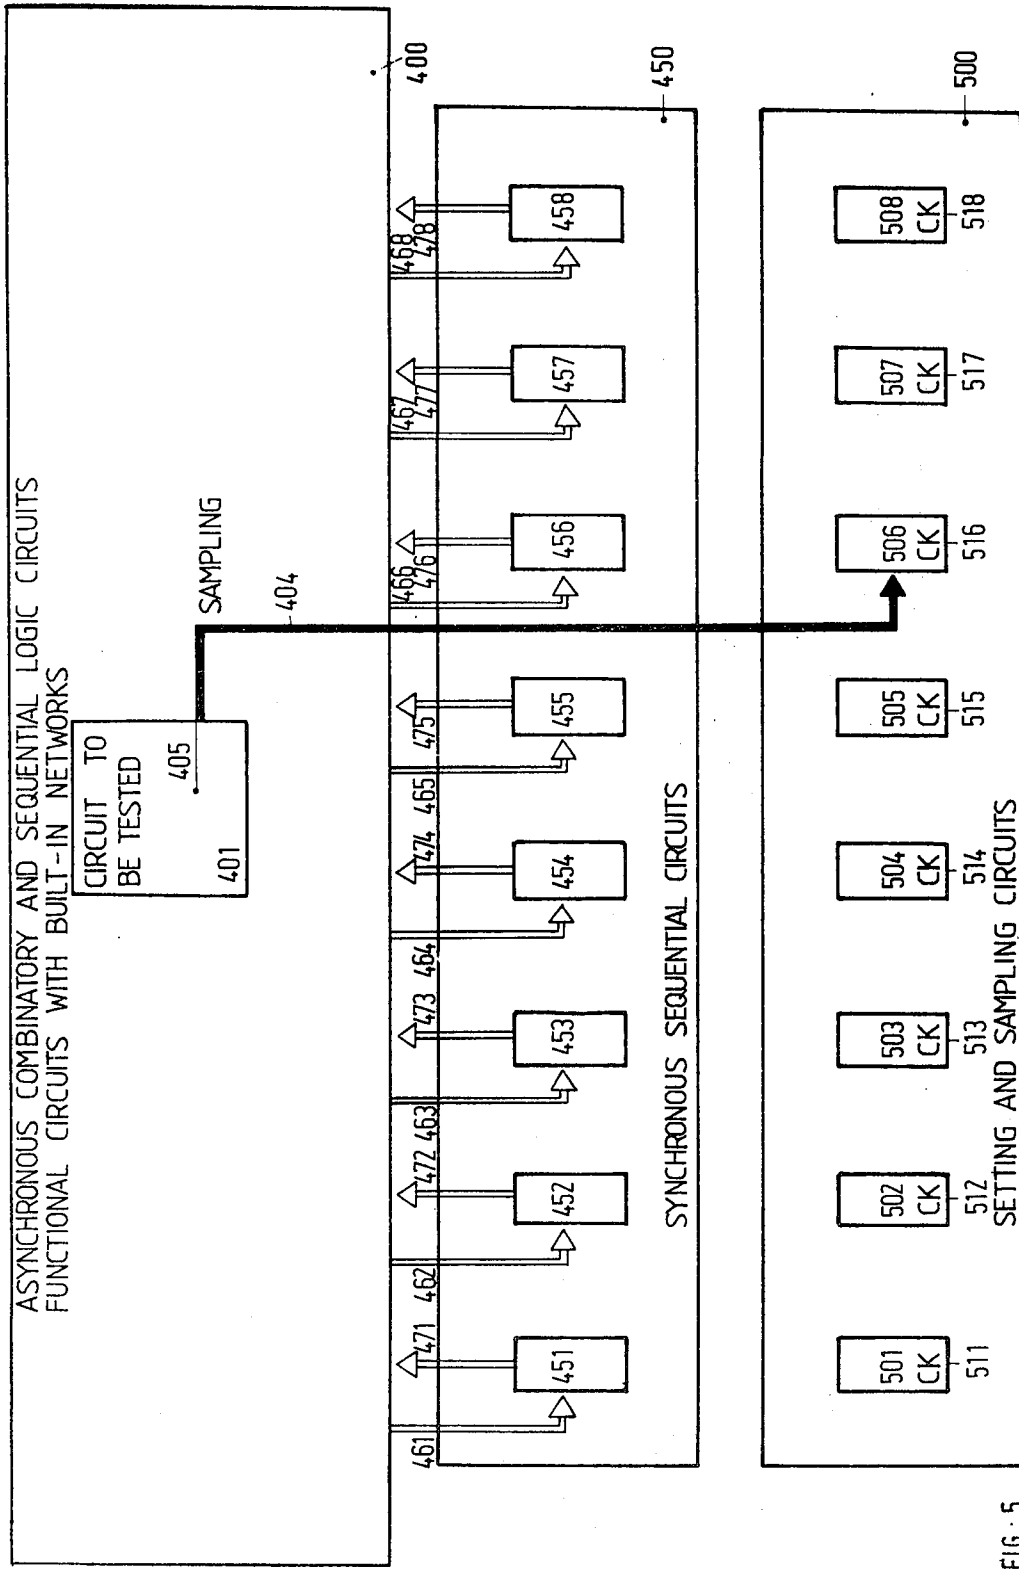 ASYNCHRONOUS COMBINATORY AND SEQUENTIAL LOGIC CIRCUITS
FUNCTIONAL CIRCUITS WITH BUILT-IN NETWORKS
CIRCUIT TO
BE TESTED
405
401
SAMPLING
404
400
461
471
462
472
463
473
464
474
465
475
466
476
467
477
468
478
451
452
453
454
455
456
457
458
450
SYNCHRONOUS SEQUENTIAL CIRCUITS
501
CK
502
CK
503
CK
504
CK
505
CK
506
CK
507
CK
508
CK
500
511
512
513
514
515
516
517
518
SETTING AND SAMPLING CIRCUITS
FIG. 5